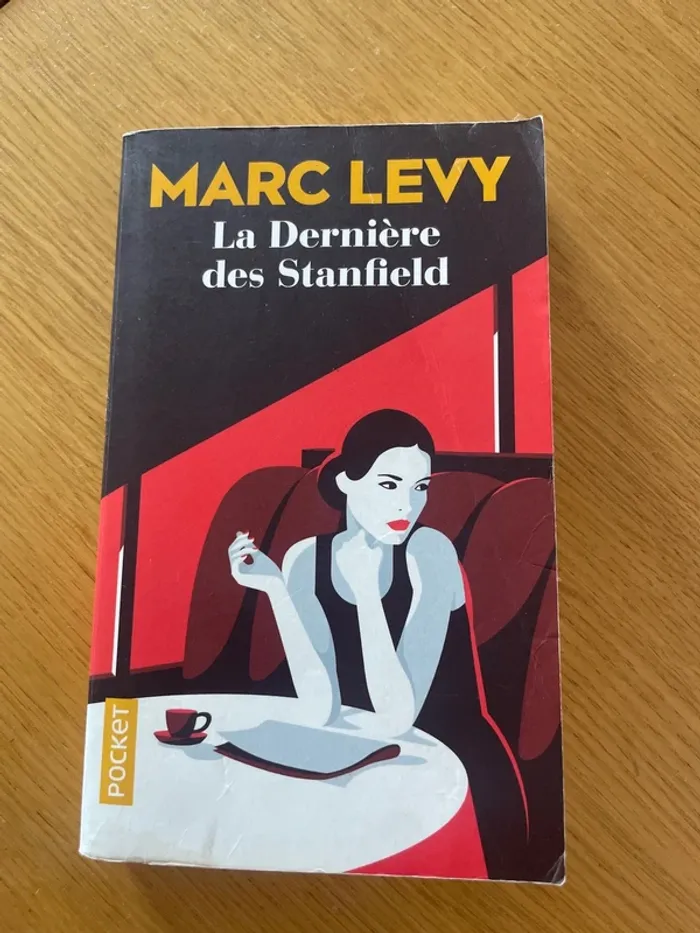 MARC LEVY
La Dernière
des Stanfield
POCKET